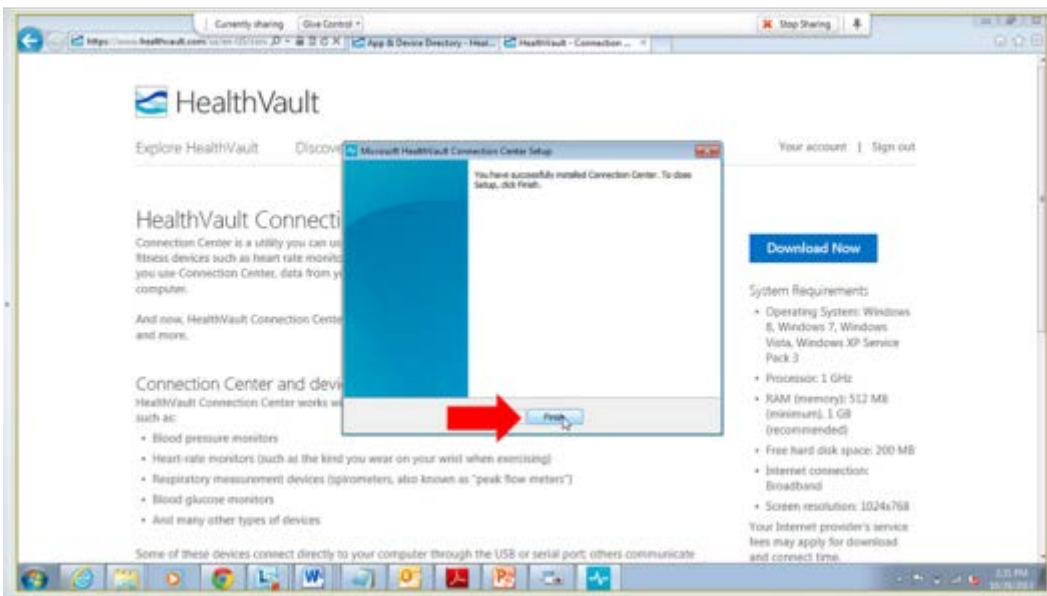 Currently sharing
Give Control
Stop Sharing
App & Device Directory - Heal...
HealthVault - Connection ...
HealthVault
Explore HealthVault
Discove
Your account | Sign out
Microsoft HealthVault Connection Center Setup
You have successfully installed Connection Center. To close
Setup, click Finish.
Finish
HealthVault Connecti
Connection Center is a utility you can us
fitness devices such as heart rate monito
you use Connection Center, data from yo
computer.
And now, HealthVault Connection Cente
and more.
Connection Center and devi
HealthVault Connection Center works wi
such as:
• Blood pressure monitors
• Heart-rate monitors (such as the kind you wear on your wrist when exercising)
• Respiratory measurement devices (spirometers, also known as "peak flow meters")
• Blood glucose monitors
• And many other types of devices
Some of these devices connect directly to your computer through the USB or serial port; others communicate
Download Now
System Requirements
• Operating System: Windows
8, Windows 7, Windows
Vista, Windows XP Service
Pack 3
• Processor: 1 GHz
• RAM (memory): 512 MB
(minimum), 1 GB
(recommended)
• Free hard disk space: 200 MB
• Internet connection:
Broadband
• Screen resolution: 1024x768
Your Internet provider's service
fees may apply for download
and connect time.